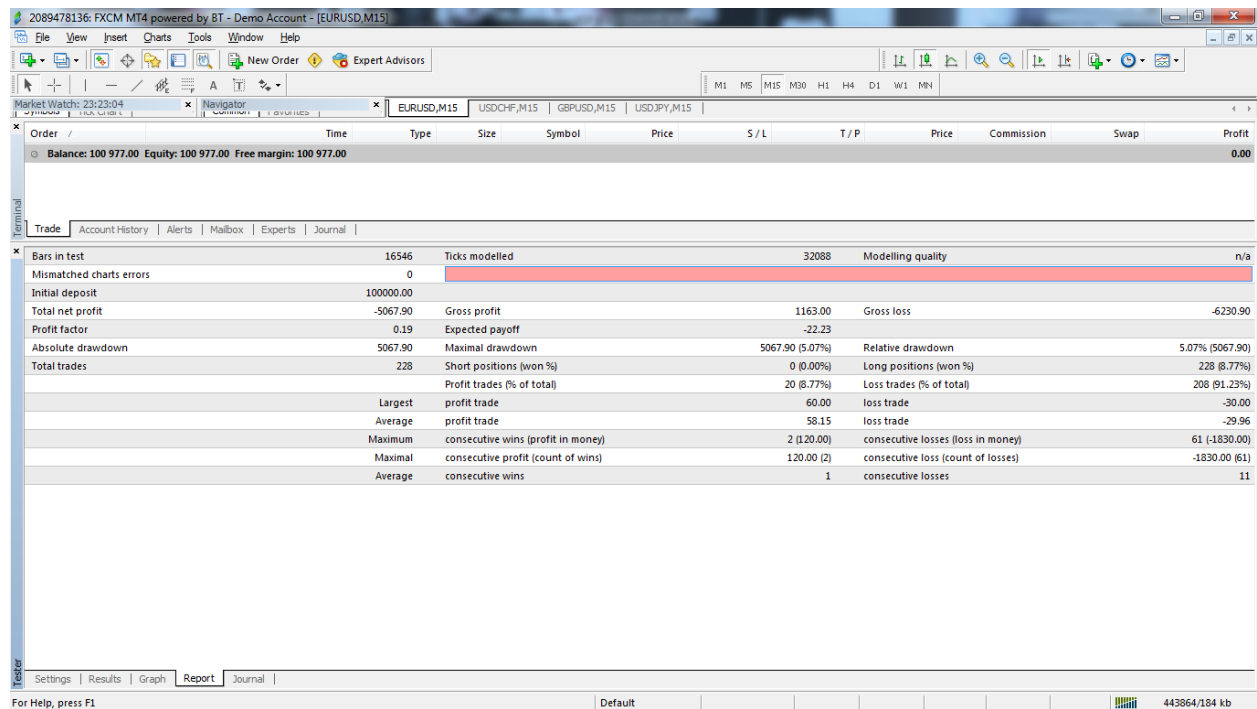 2089478136: FXCM MT4 powered by BT - Demo Account - [EURUSD,M15]
File View Insert Charts Tools Window Help
New Order Expert Advisors
A T M1 M5 M15 M30 H1 H4 D1 W1 MN
Market Watch: 23:23:04 Navigator EURUSD,M15 USDCHF,M15 GBPUSD,M15 USDJPY,M15
Symbols Tick Chart Common Favorites
Order / Time Type Size Symbol Price S / L T / P Price Commission Swap Profit
Balance: 100 977.00 Equity: 100 977.00 Free margin: 100 977.00 0.00
Terminal
Trade Account History Alerts Mailbox Experts Journal
Bars in test 16546 Ticks modelled 32088 Modelling quality n/a
Mismatched charts errors 0
Initial deposit 100000.00
Total net profit -5067.90 Gross profit 1163.00 Gross loss -6230.90
Profit factor 0.19 Expected payoff -22.23
Absolute drawdown 5067.90 Maximal drawdown 5067.90 (5.07%) Relative drawdown 5.07% (5067.90)
Total trades 228 Short positions (won %) 0 (0.00%) Long positions (won %) 228 (8.77%)
Profit trades (% of total) 20 (8.77%) Loss trades (% of total) 208 (91.23%)
Largest profit trade 60.00 loss trade -30.00
Average profit trade 58.15 loss trade -29.96
Maximum consecutive wins (profit in money) 2 (120.00) consecutive losses (loss in money) 61 (-1830.00)
Maximal consecutive profit (count of wins) 120.00 (2) consecutive loss (count of losses) -1830.00 (61)
Average consecutive wins 1 consecutive losses 11
Tester
Settings Results Graph Report Journal
For Help, press F1 Default 443864/184 kb